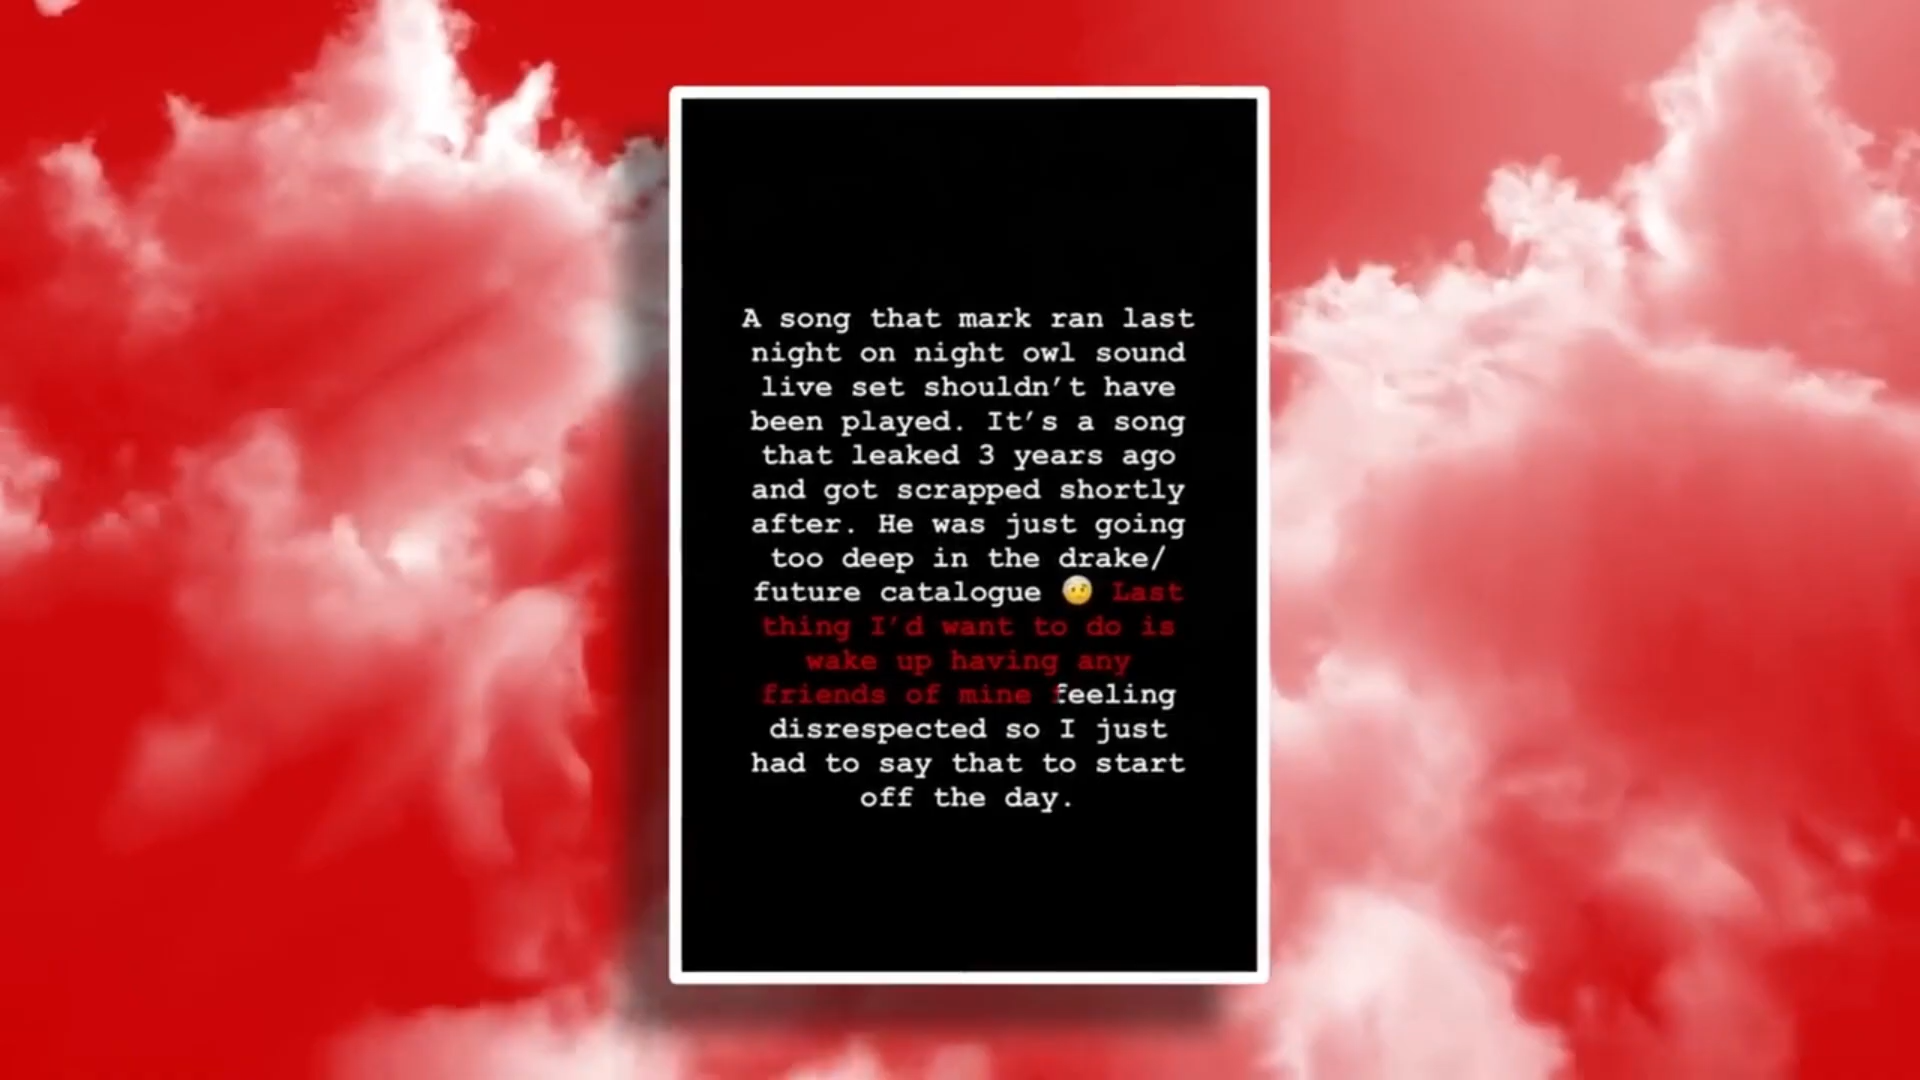 A song that mark ran last
night on night owl sound
live set shouldn't have
been played. It's a song
that leaked 3 years ago
and got scrapped shortly
after. He was just going
too deep in the drake/
future catalogue 🤕 Last
thing I'd want to do is
wake up having any
friends of mine feeling
disrespected so I just
had to say that to start
off the day.